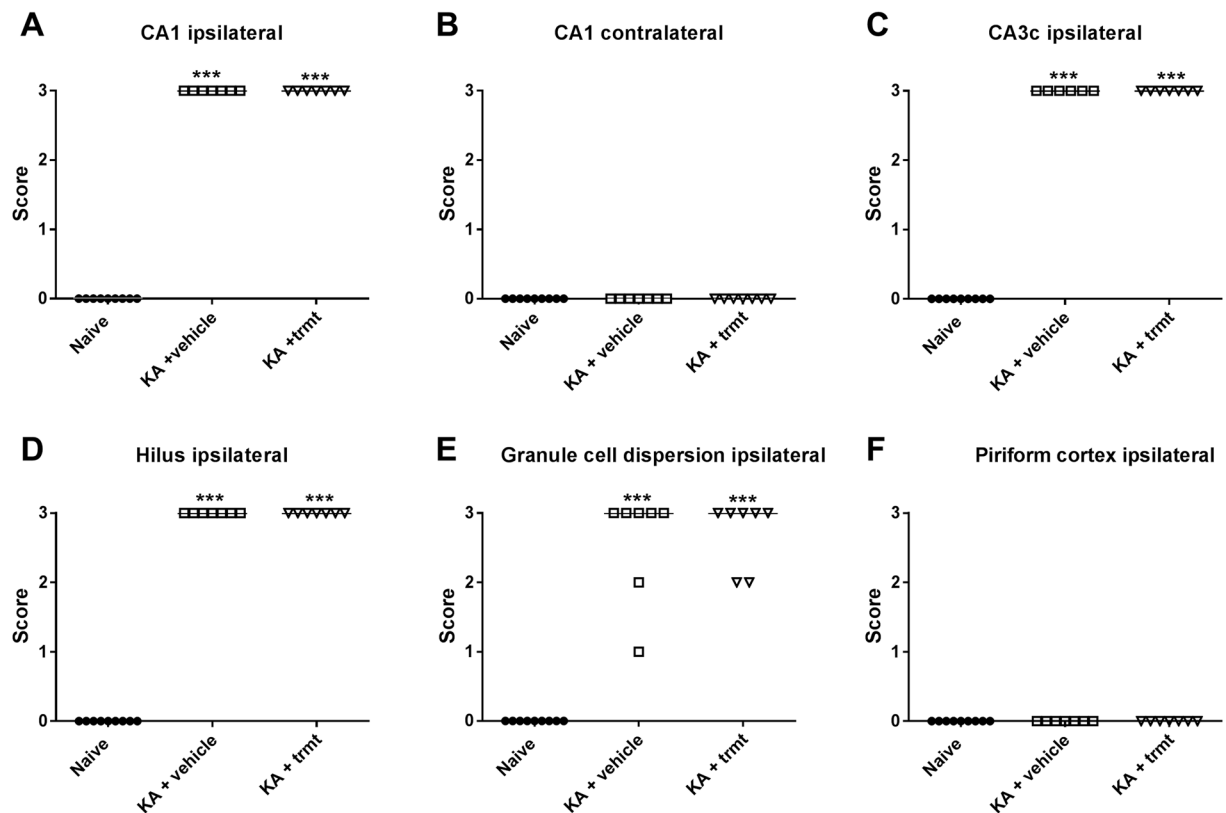 A CA1 ipsilateral
*** ***
3
2
1
0
Score
Naive
KA +vehicle
KA +trmt
B CA1 contralateral
3
2
1
0
Score
Naive
KA + vehicle
KA + trmt
C CA3c ipsilateral
*** ***
3
2
1
0
Score
Naive
KA + vehicle
KA + trmt
D Hilus ipsilateral
*** ***
3
2
1
0
Score
Naive
KA + vehicle
KA + trmt
E Granule cell dispersion ipsilateral
*** ***
3
2
1
0
Score
Naive
KA + vehicle
KA + trmt
F Piriform cortex ipsilateral
3
2
1
0
Score
Naive
KA + vehicle
KA + trmt